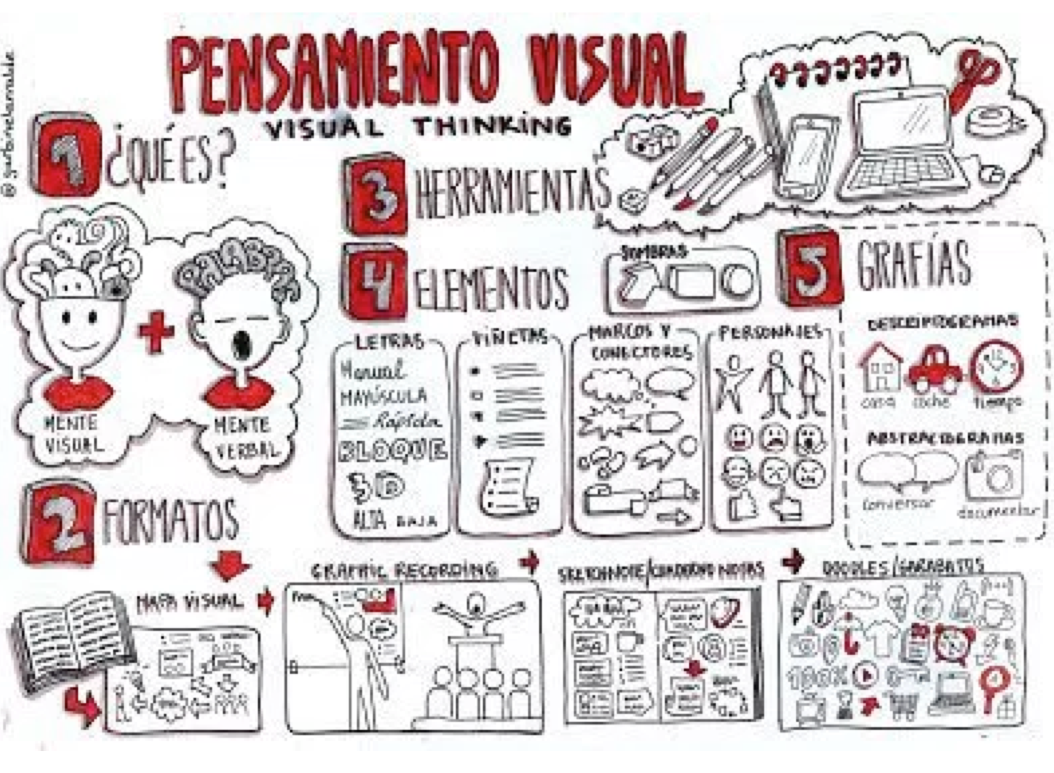 @garbinelarralde
PENSAMIENTO VISUAL
VISUAL THINKING
1 ¿QUÉ ES?
PALABRA
+
MENTE
VISUAL
MENTE
VERBAL
2 FORMATOS
MAPA VISUAL
GRAPHIC RECORDING
SKETCHNOTE/CUADERNO NOTAS
DOODLES/GARABATOS
100K
3 HERRAMIENTAS
4 ELEMENTOS
SOMBRAS
LETRAS
Manual
MAYÚSCULA
Rápida
BLOQUE
3D
ALTA BAJA
VIÑETAS
MARCOS Y
CONECTORES
PERSONAJES
5 GRAFÍAS
DESCRIPTOGRAMAS
casa coche tiempo
ABSTRACTOGRAMAS
conversar documentar